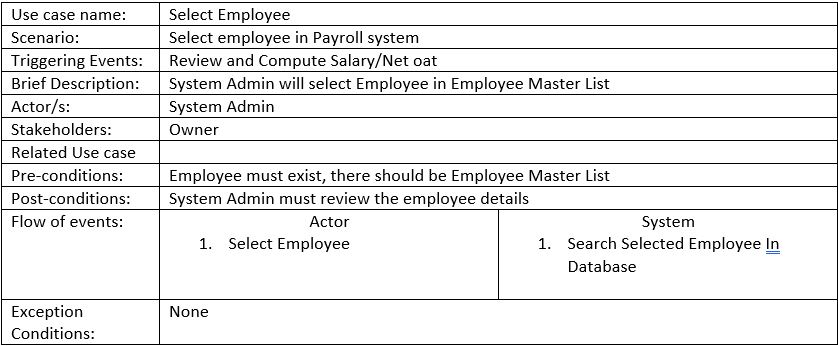 Use case name: Select Employee
Scenario: Select employee in Payroll system
Triggering Events: Review and Compute Salary/Net oat
Brief Description: System Admin will select Employee in Employee Master List
Actor/s: System Admin
Stakeholders: Owner
Related Use case
Pre-conditions: Employee must exist, there should be Employee Master List
Post-conditions: System Admin must review the employee details
Flow of events: Actor System
1. Select Employee 1. Search Selected Employee In
Database
Exception None
Conditions: